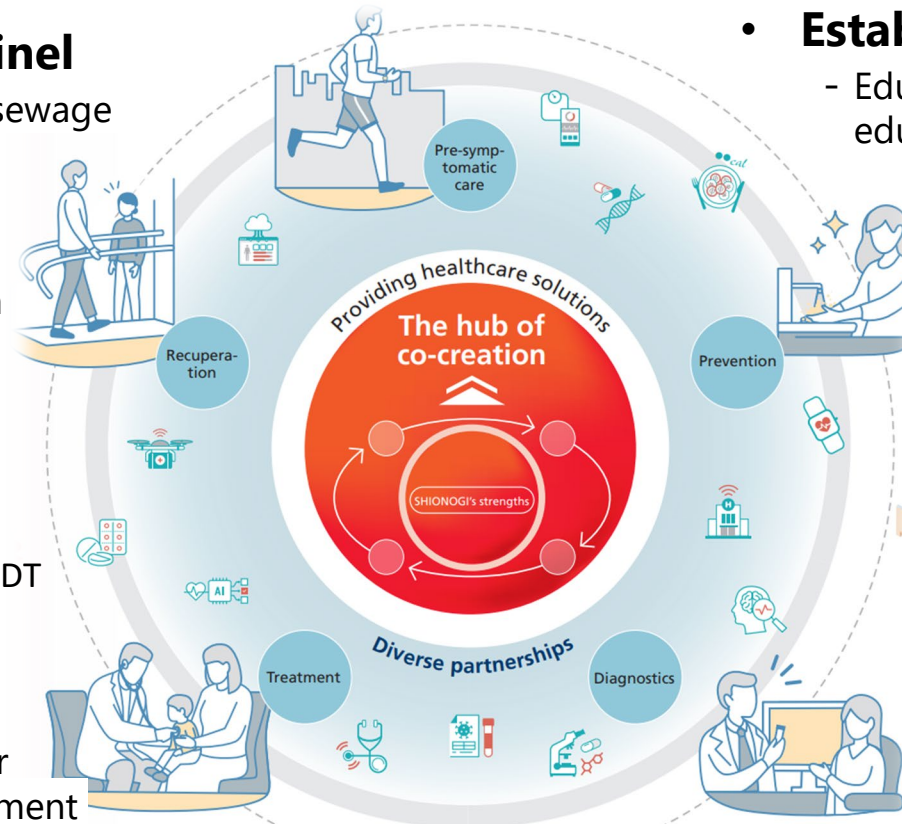 inel
sewage
• Estab
- Edu
edu
Pre-symp-
tomatic
care
cal
Providing healthcare solutions
The hub of
co-creation
Recupera-
tion
Prevention
SHIONOGI's strengths
H
DT
AI
Diverse partnerships
Treatment
Diagnostics
r
ment